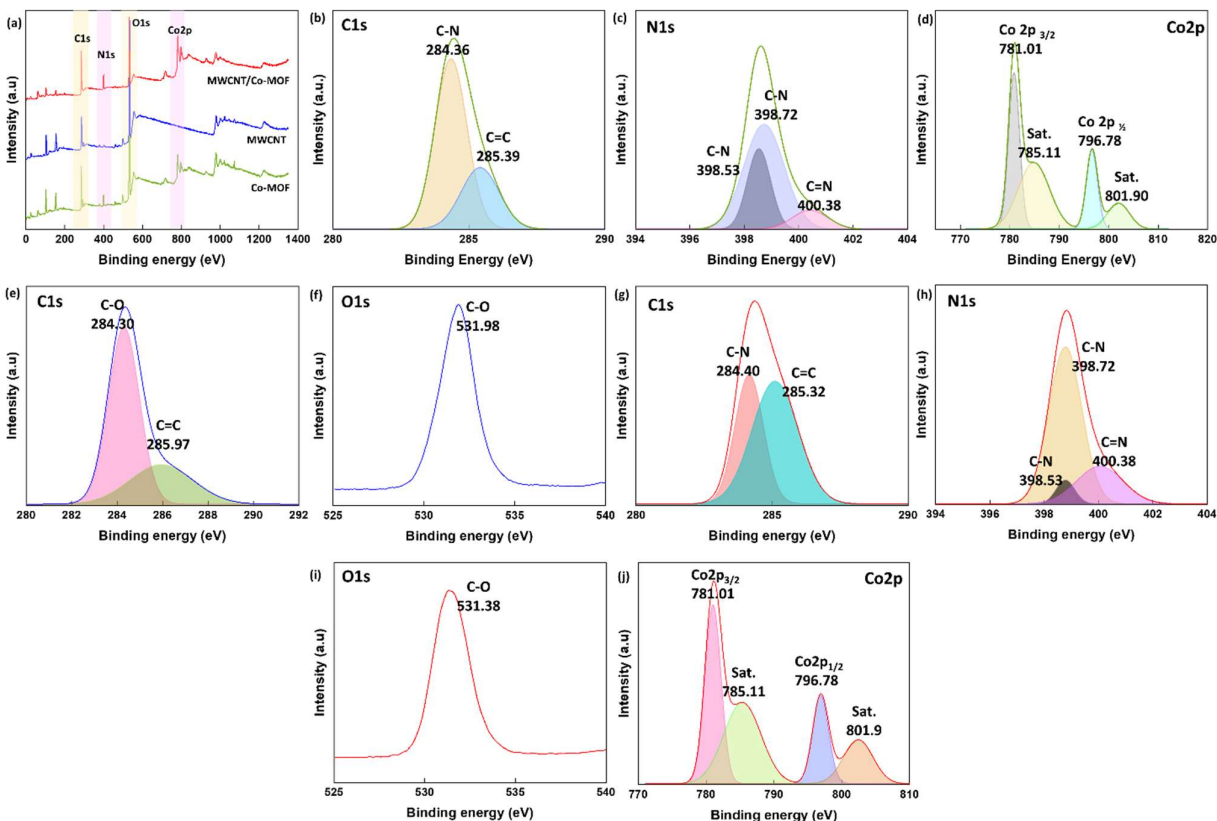 (a)
C1s
N1s
O1s
Co2p
MWCNT/Co-MOF
MWCNT
Co-MOF
Intensity (a.u)
0 200 400 600 800 1000 1200 1400
Binding energy (eV)
(b)
C1s
C-N
284.36
C=C
285.39
Intensity (a.u.)
280 285 290
Binding Energy (eV)
(c)
N1s
C-N
398.72
C-N
398.53
C=N
400.38
Intensity (a.u.)
394 396 398 400 402 404
Binding Energy (eV)
(d)
Co2p
Co 2p 3/2
781.01
Sat.
785.11
Co 2p ½
796.78
Sat.
801.90
Intensity (a.u.)
770 780 790 800 810 820
Binding Energy (eV)
(e)
C1s
C-O
284.30
C=C
285.97
Intensity (a.u)
280 282 284 286 288 290 292
Binding energy (eV)
(f)
O1s
C-O
531.98
Intensity (a.u)
525 530 535 540
Binding energy (eV)
(g)
C1s
C-N
284.40
C=C
285.32
Intensity (a.u)
280 285 290
Binding energy (eV)
(h)
N1s
C-N
398.72
C=N
400.38
C-N
398.53
Intensity (a.u)
394 396 398 400 402 404
Binding energy (eV)
(i)
O1s
C-O
531.38
Intensity (a.u)
525 530 535 540
Binding energy (eV)
(j)
Co2p
Co2p3/2
781.01
Sat.
785.11
Co2p1/2
796.78
Sat.
801.9
Intensity (a.u)
770 780 790 800 810
Binding energy (eV)